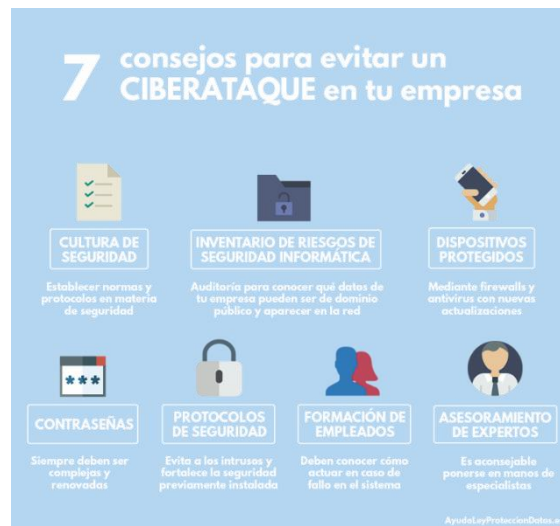 7 consejos para evitar un
CIBERATAQUE en tu empresa
CULTURA DE
SEGURIDAD
Establecer normas y
protocolos en materia
de seguridad
INVENTARIO DE RIESGOS DE
SEGURIDAD INFORMÁTICA
Auditoría para conocer qué datos de
tu empresa pueden ser de dominio
público y aparecer en la red
DISPOSITIVOS
PROTEGIDOS
Mediante firewalls y
antivirus con nuevas
actualizaciones
***
CONTRASEÑAS
Siempre deben ser
complejas y
renovadas
PROTOCOLOS
DE SEGURIDAD
Evita a los intrusos y
fortalece la seguridad
previamente instalada
FORMACIÓN DE
EMPLEADOS
Deben conocer cómo
actuar en caso de
fallo en el sistema
ASESORAMIENTO
DE EXPERTOS
Es aconsejable
ponerse en manos de
especialistas